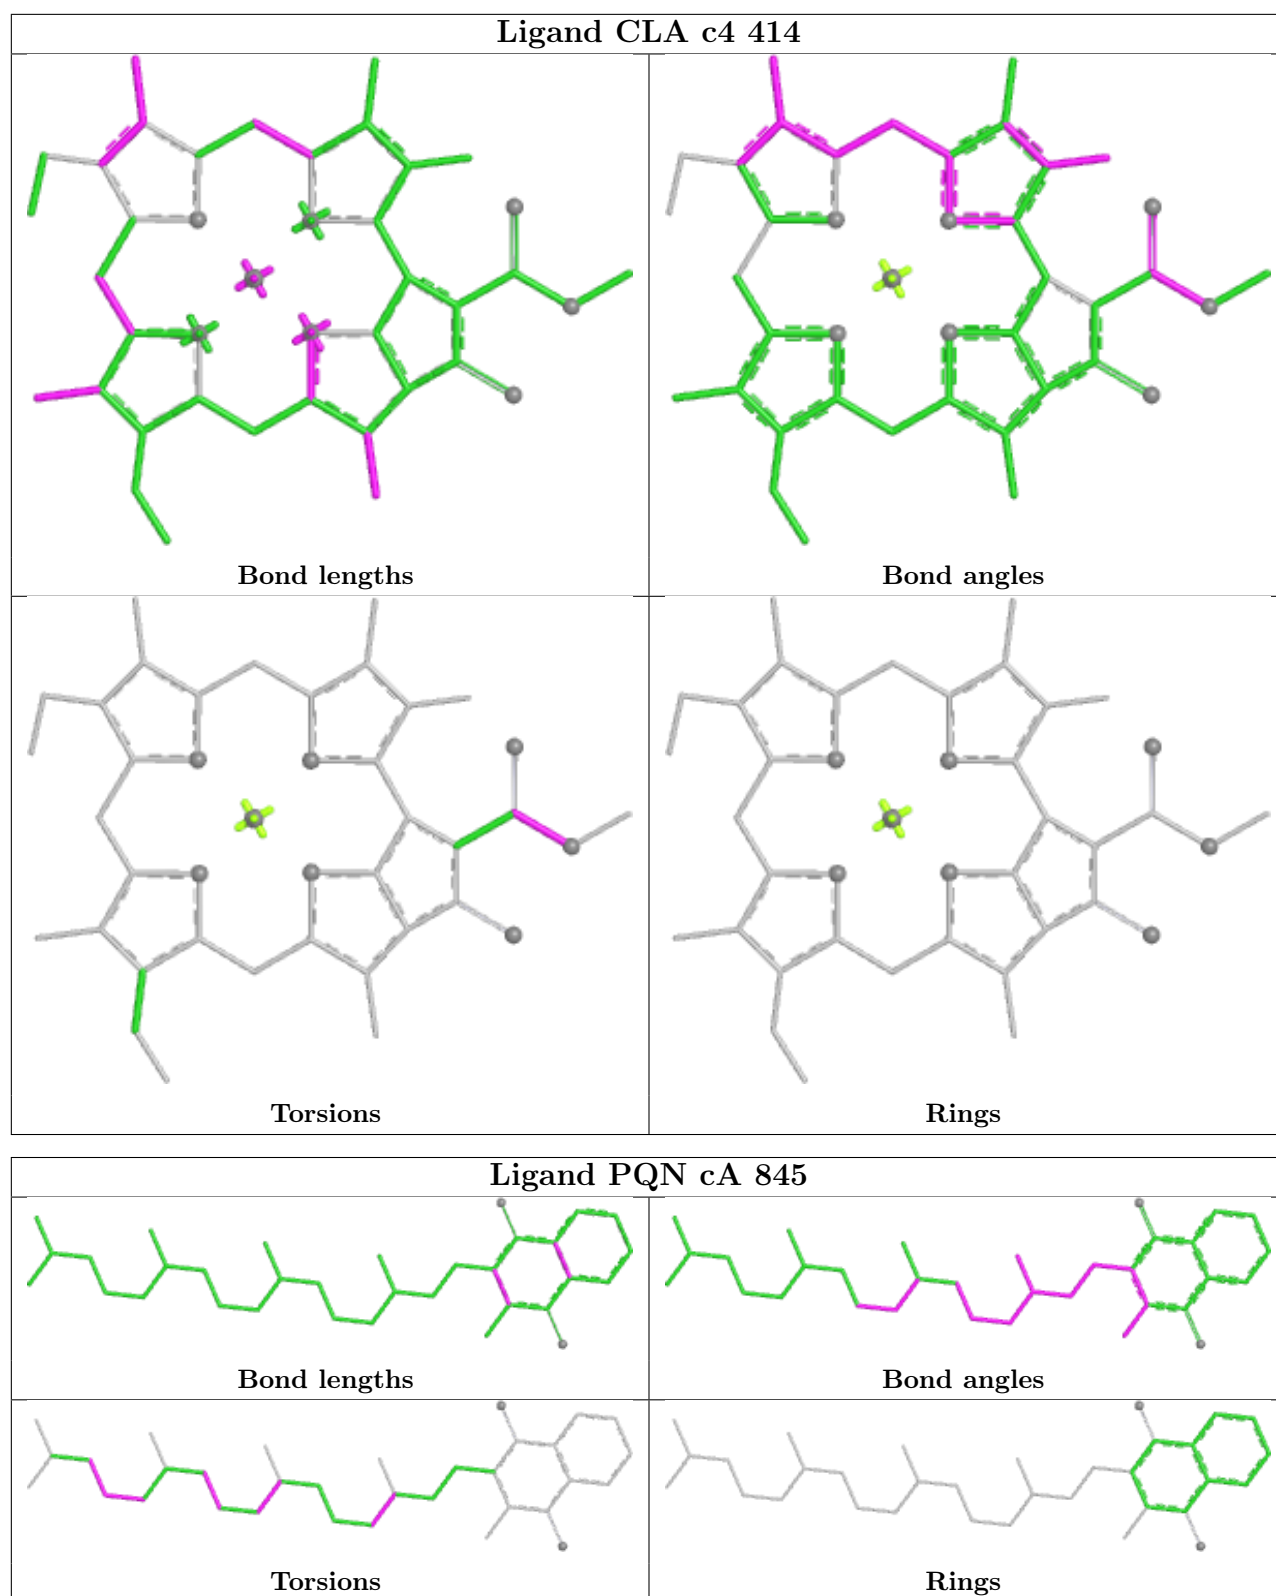 Ligand CLA c4 414
Bond lengths
Bond angles
Torsions
Rings
Ligand PQN cA 845
Bond lengths
Bond angles
Torsions
Rings